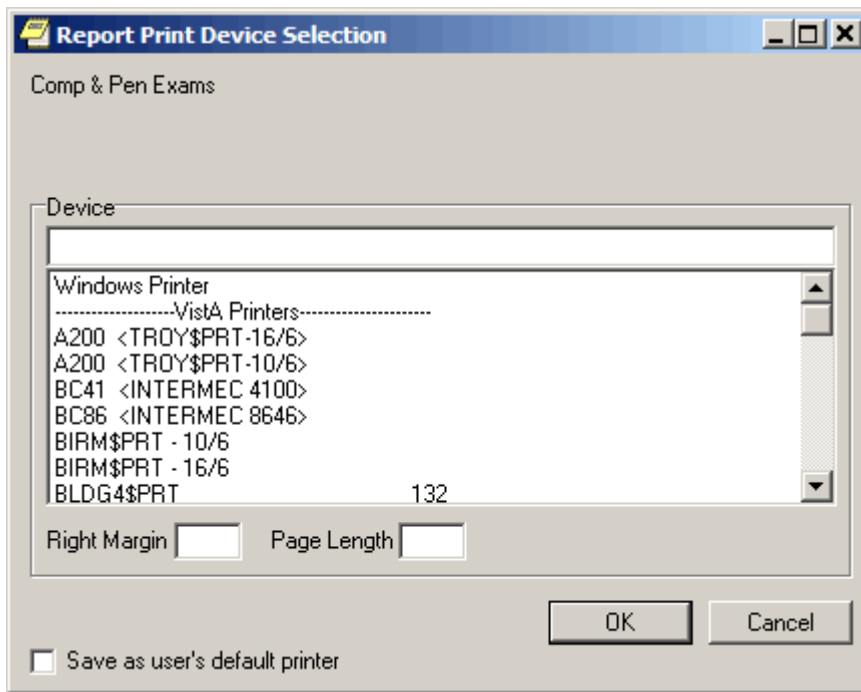 Report Print Device Selection
Comp & Pen Exams
Device
Windows Printer
--------------------VistA Printers----------------------
A200 <TROY$PRT-16/6>
A200 <TROY$PRT-10/6>
BC41 <INTERMEC 4100>
BC86 <INTERMEC 8646>
BIRM$PRT - 10/6
BIRM$PRT - 16/6
BLDG4$PRT 132
Right Margin Page Length
OK Cancel
Save as user's default printer